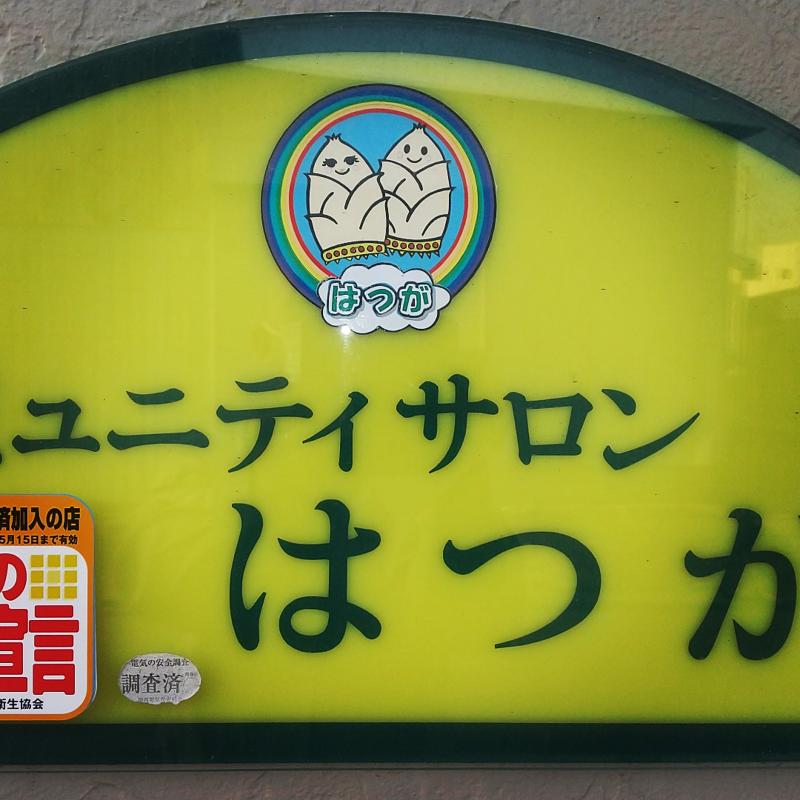 はつが
ュニティサロン
はつが
済加入の店
5月15日まで有効
の
宣言
衛生協会
電気の安全調査
調査済